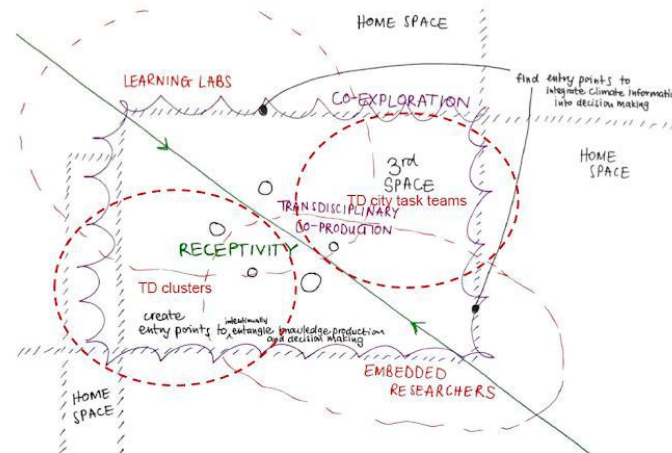 HOME SPACE
LEARNING LABS
CO-EXPLORATION
find entry points to
integrate climate informatio
into decision making
HOME
SPACE
3rd
SPACE
TD city task teams
TRANSDISCIPLINARY
CO-PRODUCTION
RECEPTIVITY
TD clusters
create
entry points to intentionally entangle knowledge production
and decision making
EMBEDDED
RESEARCHERS
HOME
SPACE